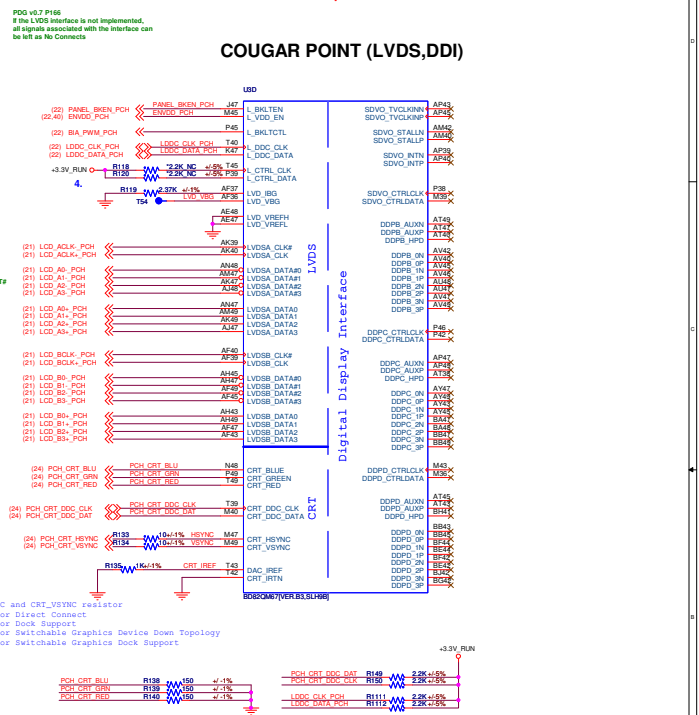 PDG v0.7 P166
If the LVDS interface is not implemented,
all signals associated with the interface can
be left as No Connects
COUGAR POINT (LVDS,DDI)
U3D
(22) PANEL_BKEN_PCH PANEL_BKEN_PCH J47 L_BKLTEN
(22,40) ENVDD_PCH ENVDD_PCH M45 L_VDD_EN
(22) BIA_PWM_PCH P45 L_BKLTCTL
(22) LDDC_CLK_PCH LDDC_CLK_PCH T40 L_DDC_CLK
(22) LDDC_DATA_PCH LDDC_DATA_PCH K47 L_DDC_DATA
+3.3V_RUN R118 *2.2K_NC +/-5% T45 L_CTRL_CLK
R120 *2.2K_NC +/-5% P39 L_CTRL_DATA
4.
R119 2.37K +/-1% AF37 LVD_IBG
T54 LVD_VBG AF36 LVD_VBG
AE48 LVD_VREFH
AE47 LVD_VREFL
(21) LCD_ACLK-_PCH AK39 LVDSA_CLK#
(21) LCD_ACLK+_PCH AK40 LVDSA_CLK
(21) LCD_A0-_PCH AN48 LVDSA_DATA#0
(21) LCD_A1-_PCH AM47 LVDSA_DATA#1
(21) LCD_A2-_PCH AK47 LVDSA_DATA#2
(21) LCD_A3-_PCH AJ48 LVDSA_DATA#3
T#
(21) LCD_A0+_PCH AN47 LVDSA_DATA0
(21) LCD_A1+_PCH AM49 LVDSA_DATA1
(21) LCD_A2+_PCH AK49 LVDSA_DATA2
(21) LCD_A3+_PCH AJ47 LVDSA_DATA3
(21) LCD_BCLK-_PCH AF40 LVDSB_CLK#
(21) LCD_BCLK+_PCH AF39 LVDSB_CLK
(21) LCD_B0-_PCH AH45 LVDSB_DATA#0
(21) LCD_B1-_PCH AH47 LVDSB_DATA#1
(21) LCD_B2-_PCH AF49 LVDSB_DATA#2
(21) LCD_B3-_PCH AF45 LVDSB_DATA#3
(21) LCD_B0+_PCH AH43 LVDSB_DATA0
(21) LCD_B1+_PCH AH49 LVDSB_DATA1
(21) LCD_B2+_PCH AF47 LVDSB_DATA2
(21) LCD_B3+_PCH AF43 LVDSB_DATA3
(24) PCH_CRT_BLU PCH_CRT_BLU N48 CRT_BLUE
(24) PCH_CRT_GRN PCH_CRT_GRN P49 CRT_GREEN
(24) PCH_CRT_RED PCH_CRT_RED T49 CRT_RED
(24) PCH_CRT_DDC_CLK PCH_CRT_DDC_CLK T39 CRT_DDC_CLK
(24) PCH_CRT_DDC_DAT PCH_CRT_DDC_DAT M40 CRT_DDC_DATA
(24) PCH_CRT_HSYNC R133 10+/-1% HSYNC M47 CRT_HSYNC
(24) PCH_CRT_VSYNC R134 10+/-1% VSYNC M49 CRT_VSYNC
R135 1K+/-1% CRT_IREF T43 DAC_IREF
T42 CRT_IRTN
LVDS
Digital Display Interface
CRT
SDVO_TVCLKINN AP43
SDVO_TVCLKINP AP45
SDVO_STALLN AM42
SDVO_STALLP AM40
SDVO_INTN AP39
SDVO_INTP AP40
SDVO_CTRLCLK P38
SDVO_CTRLDATA M39
DDPB_AUXN AT49
DDPB_AUXP AT47
DDPB_HPD AT40
DDPB_0N AV42
DDPB_0P AV40
DDPB_1N AV45
DDPB_1P AV46
DDPB_2N AU48
DDPB_2P AU47
DDPB_3N AV47
DDPB_3P AV49
DDPC_CTRLCLK P46
DDPC_CTRLDATA P42
DDPC_AUXN AP47
DDPC_AUXP AP49
DDPC_HPD AT38
DDPC_0N AY47
DDPC_0P AY49
DDPC_1N AY43
DDPC_1P AY45
DDPC_2N BA47
DDPC_2P BA48
DDPC_3N BB47
DDPC_3P BB49
DDPD_CTRLCLK M43
DDPD_CTRLDATA M36
DDPD_AUXN AT45
DDPD_AUXP AT43
DDPD_HPD BH41
DDPD_0N BB43
DDPD_0P BB45
DDPD_1N BF44
DDPD_1P BE44
DDPD_2N BF42
DDPD_2P BE42
DDPD_3N BJ42
DDPD_3P BG42
BD82QM67[VER.B3,SLH9B]
C and CRT_VSYNC resistor
or Direct Connect
or Dock Support
or Switchable Graphics Device Down Topology
or Switchable Graphics Dock Support
PCH_CRT_BLU R138 150 +/-1%
PCH_CRT_GRN R139 150 +/-1%
PCH_CRT_RED R140 150 +/-1%
+3.3V_RUN
PCH_CRT_DDC_DAT R149 2.2K+/-5%
PCH_CRT_DDC_CLK R150 2.2K+/-5%
LDDC_CLK_PCH R1111 2.2K+/-5%
LDDC_DATA_PCH R1112 2.2K+/-5%
D
C
B